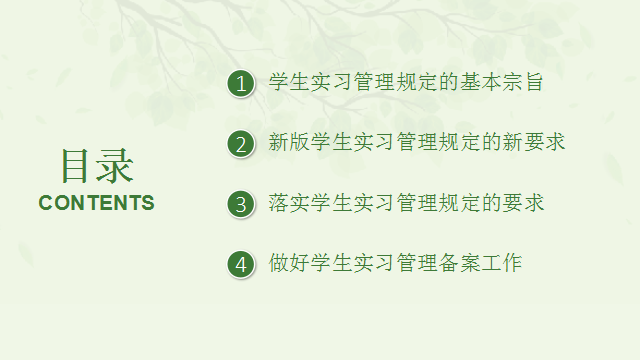 目录
CONTENTS
1 学生实习管理规定的基本宗旨
2 新版学生实习管理规定的新要求
3 落实学生实习管理规定的要求
4 做好学生实习管理备案工作